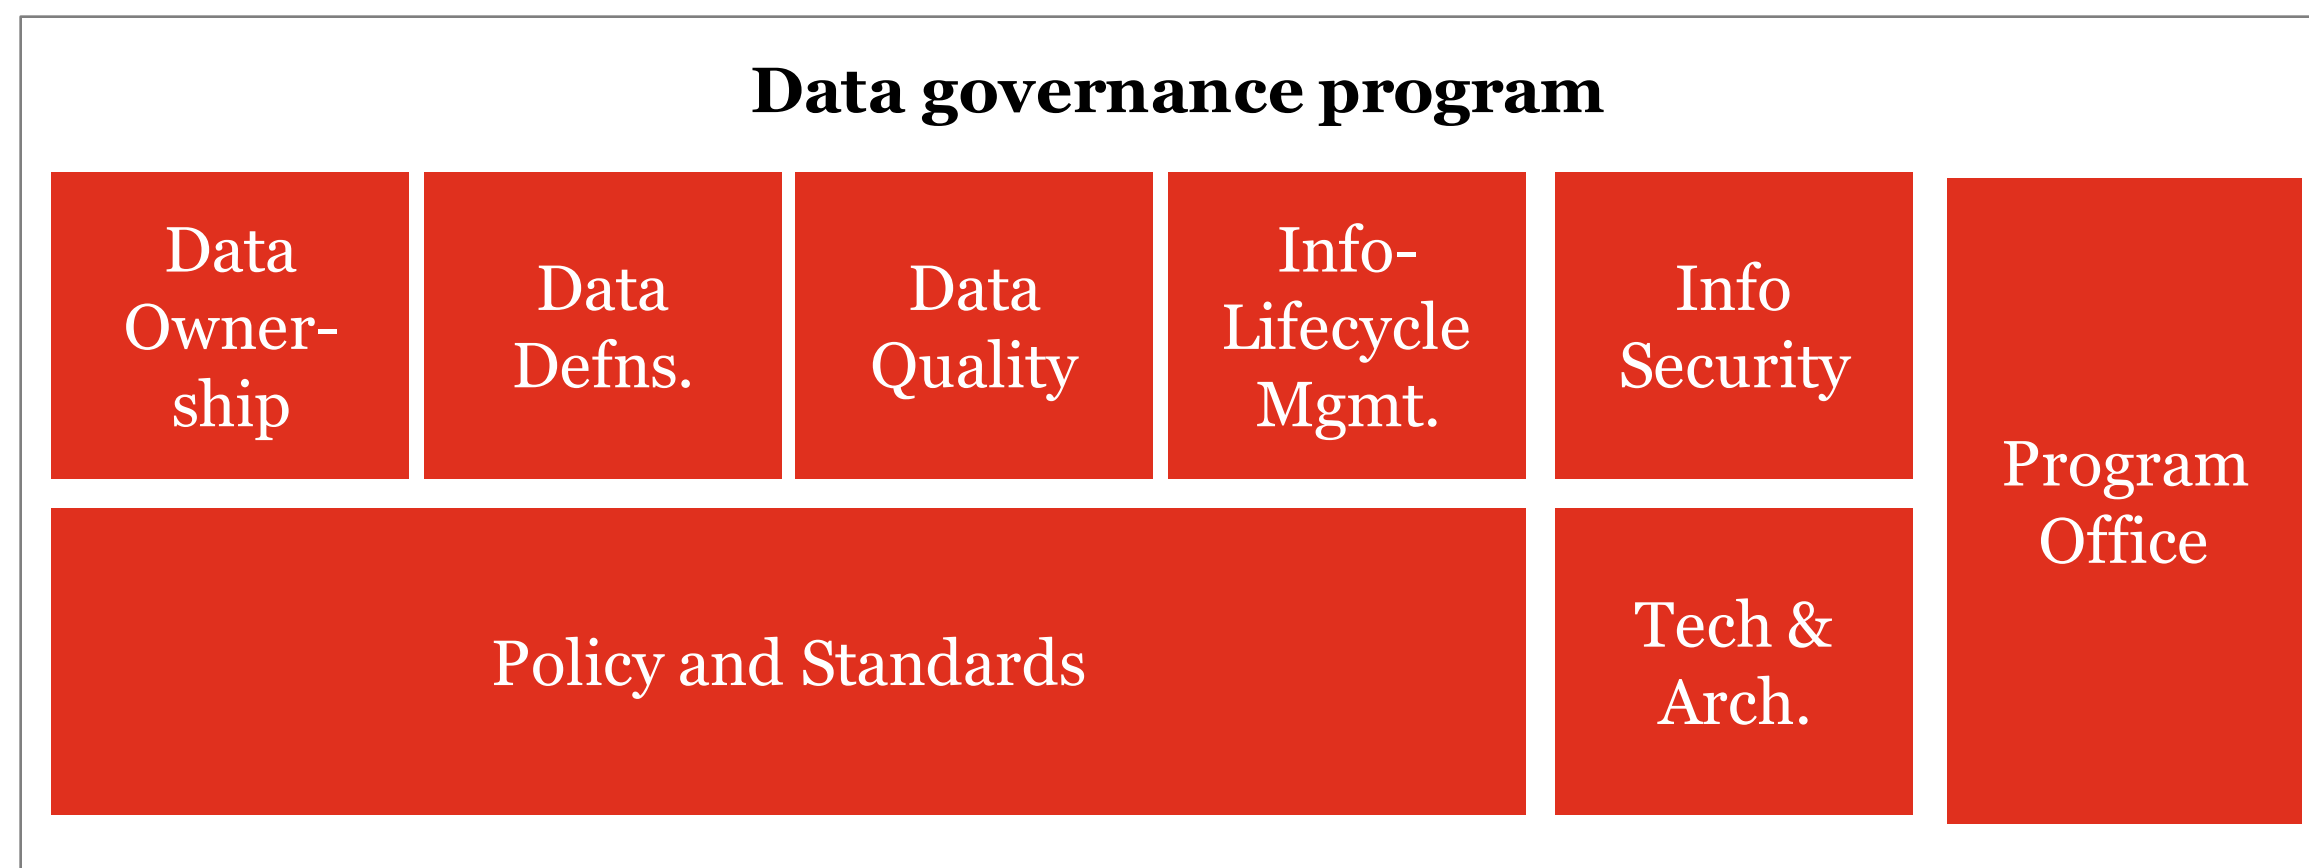 Data governance program
Data
Owner-
ship
Data
Defns.
Data
Quality
Info-
Lifecycle
Mgmt.
Info
Security
Program
Office
Policy and Standards
Tech &
Arch.